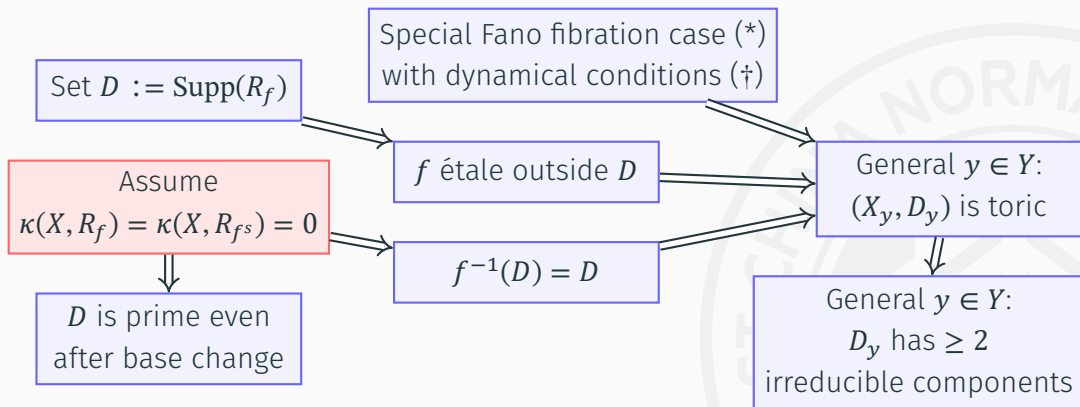 Special Fano fibration case (*)
with dynamical conditions (†)
Set D := Supp(R_f)
Assume
κ(X, R_f) = κ(X, R_{f^s}) = 0
f étale outside D
General y ∈ Y:
(X_y, D_y) is toric
f^{-1}(D) = D
D is prime even
after base change
General y ∈ Y:
D_y has ≥ 2
irreducible components
NORMA